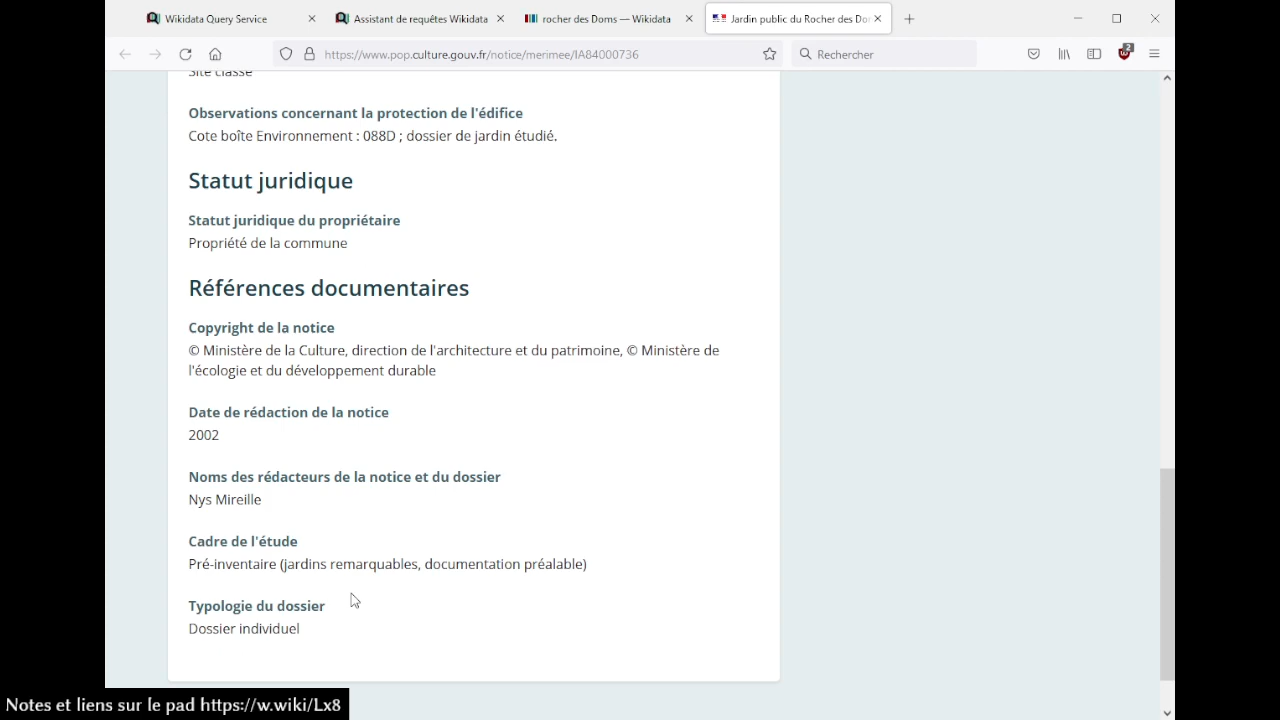 Wikidata Query Service
Assistant de requêtes Wikidata
rocher des Doms — Wikidata
Jardin public du Rocher des Do
https://www.pop.culture.gouv.fr/notice/merimee/IA84000736
Rechercher
2
Site classé
Observations concernant la protection de l'édifice
Cote boîte Environnement : 088D ; dossier de jardin étudié.
Statut juridique
Statut juridique du propriétaire
Propriété de la commune
Références documentaires
Copyright de la notice
© Ministère de la Culture, direction de l'architecture et du patrimoine, © Ministère de
l'écologie et du développement durable
Date de rédaction de la notice
2002
Noms des rédacteurs de la notice et du dossier
Nys Mireille
Cadre de l'étude
Pré-inventaire (jardins remarquables, documentation préalable)
Typologie du dossier
Dossier individuel
Notes et liens sur le pad https://w.wiki/Lx8